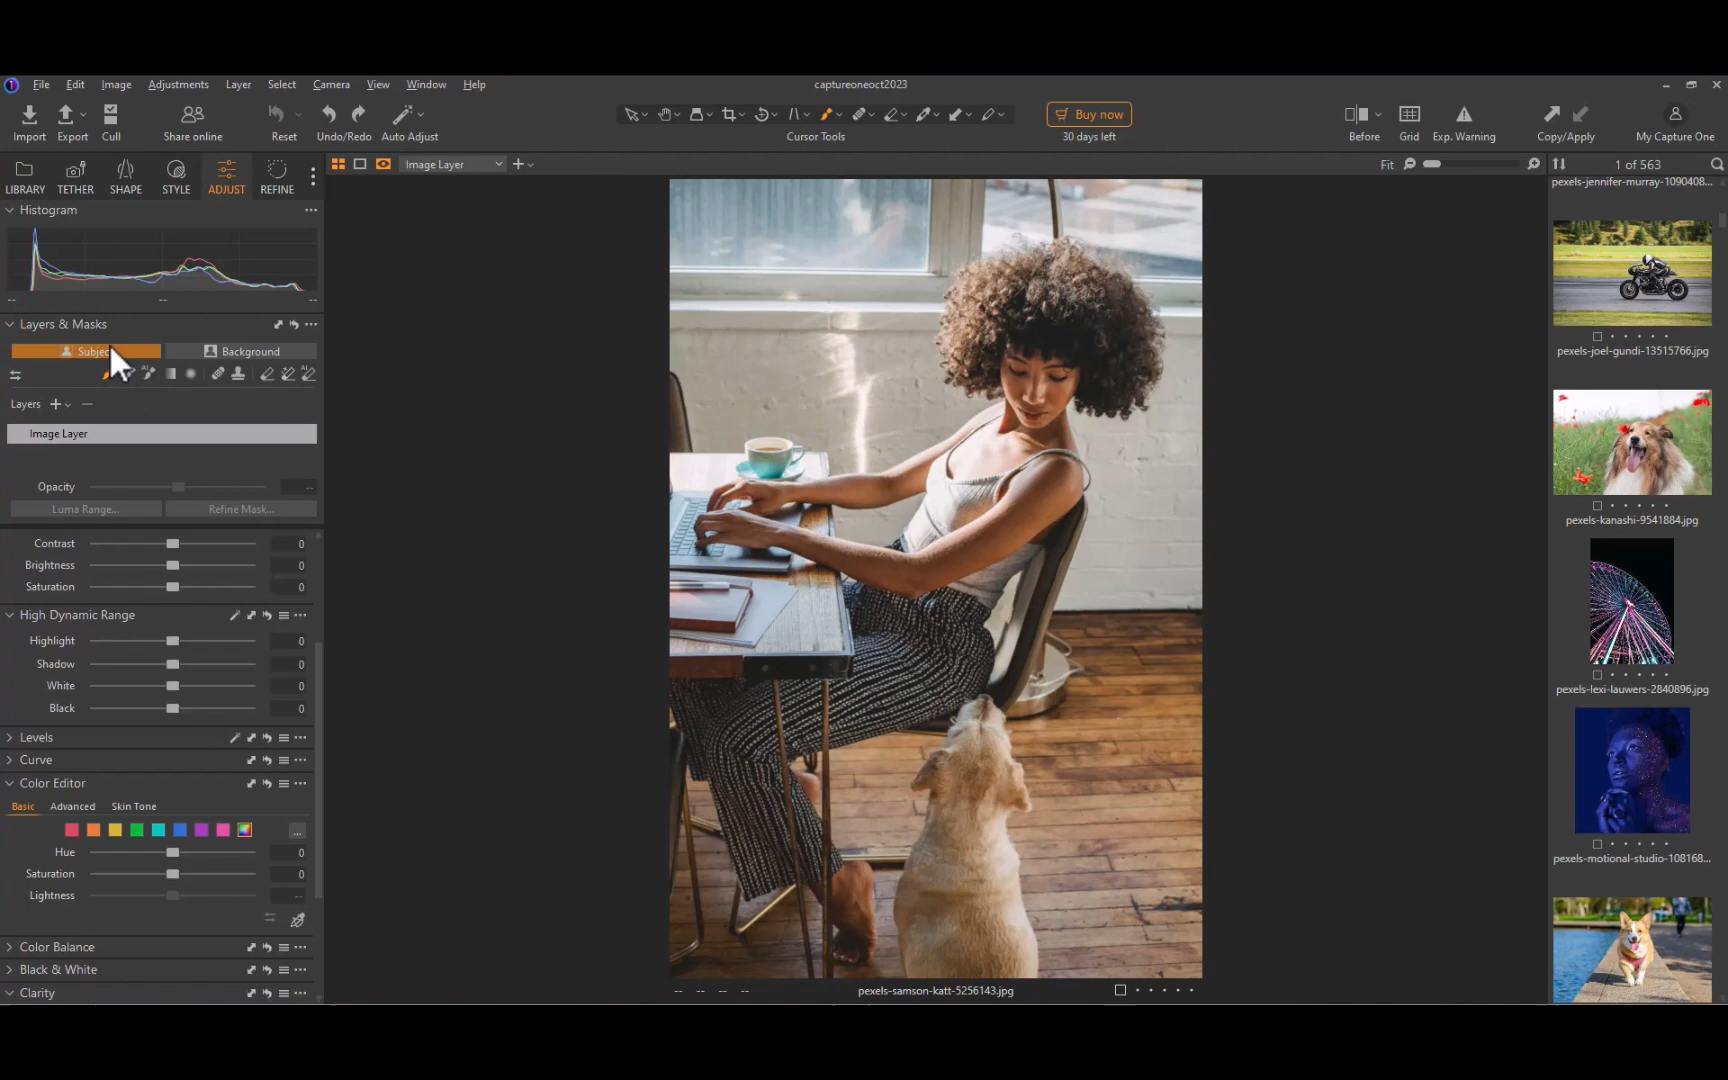 File Edit Image Adjustments Layer Select Camera View Window Help
captureoneoct2023
Import Export Cull Share online Reset Undo/Redo Auto Adjust
Cursor Tools
Buy now
30 days left
Before Grid Exp. Warning Copy/Apply My Capture One
LIBRARY TETHER SHAPE STYLE ADJUST REFINE
Image Layer
Fit
1 of 563
Histogram
-- -- --
Layers & Masks
Background
Layers
Image Layer
Opacity --
Luma Range... Refine Mask...
Contrast 0
Brightness 0
Saturation 0
High Dynamic Range
Highlight 0
Shadow 0
White 0
Black 0
Levels
Curve
Color Editor
Basic Advanced Skin Tone
Hue 0
Saturation 0
Lightness --
Color Balance
Black & White
Clarity
-- -- -- --
pexels-samson-katt-5256143.jpg
pexels-jennifer-murray-1090408...
pexels-joel-gundi-13515766.jpg
pexels-kanashi-9541884.jpg
pexels-lexi-lauwers-2840896.jpg
pexels-motional-studio-108168...